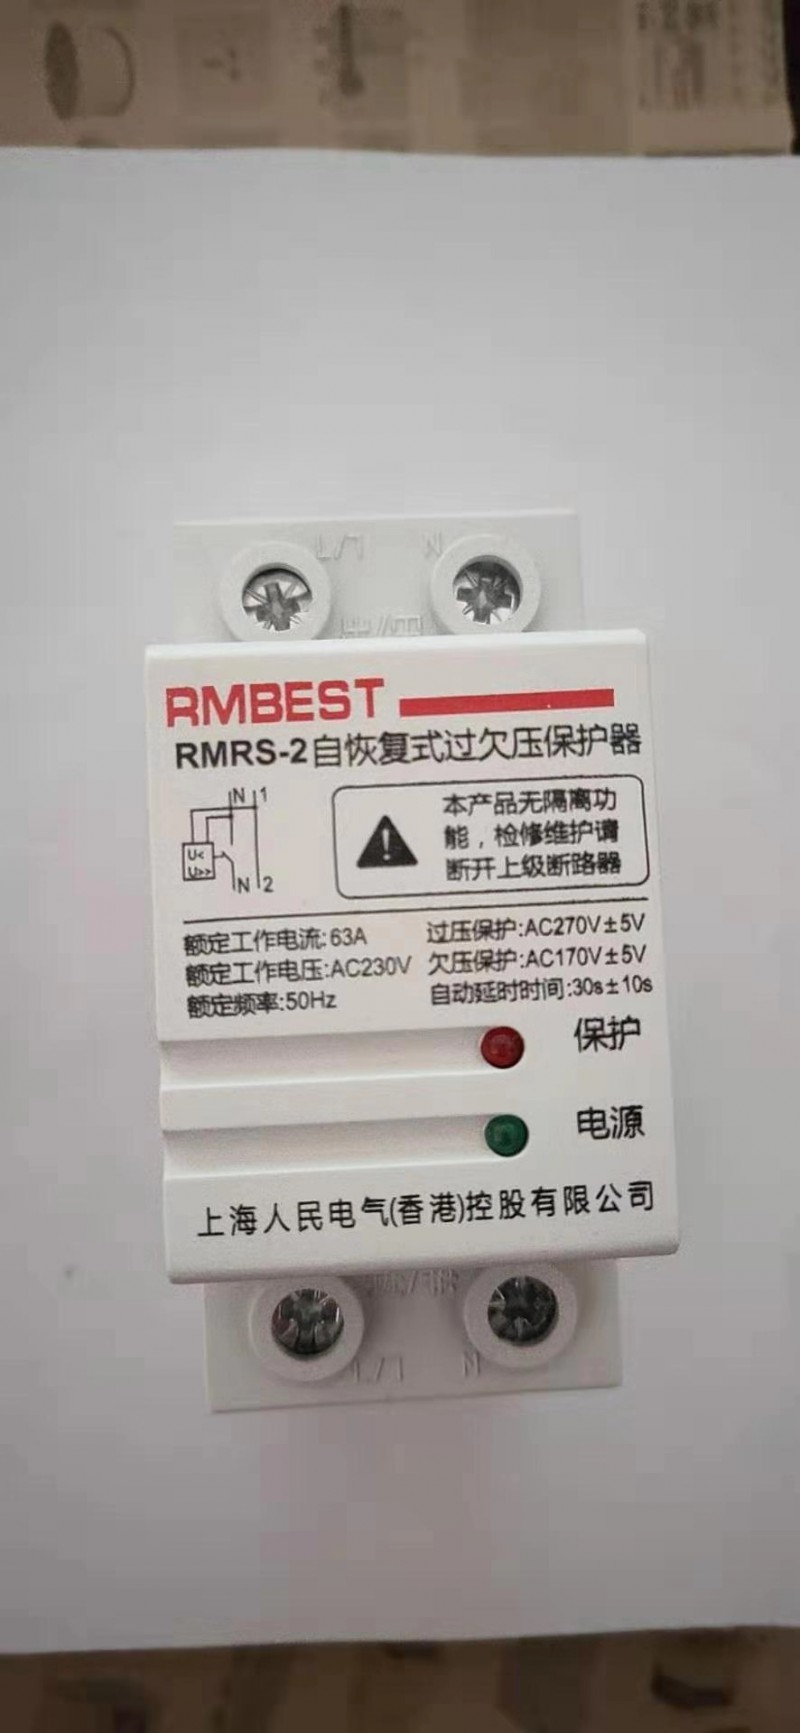 L/1 N
RMBEST
RMRS-2自恢复式过欠压保护器
N 1
U<
U>>
N 2
本产品无隔离功
能，检修维护请
断开上级断路器
额定工作电流:63A
额定工作电压:AC230V
额定频率:50Hz
过压保护:AC270V±5V
欠压保护:AC170V±5V
自动延时时间:30s±10s
保护
电源
上海人民电气(香港)控股有限公司
L/1 N